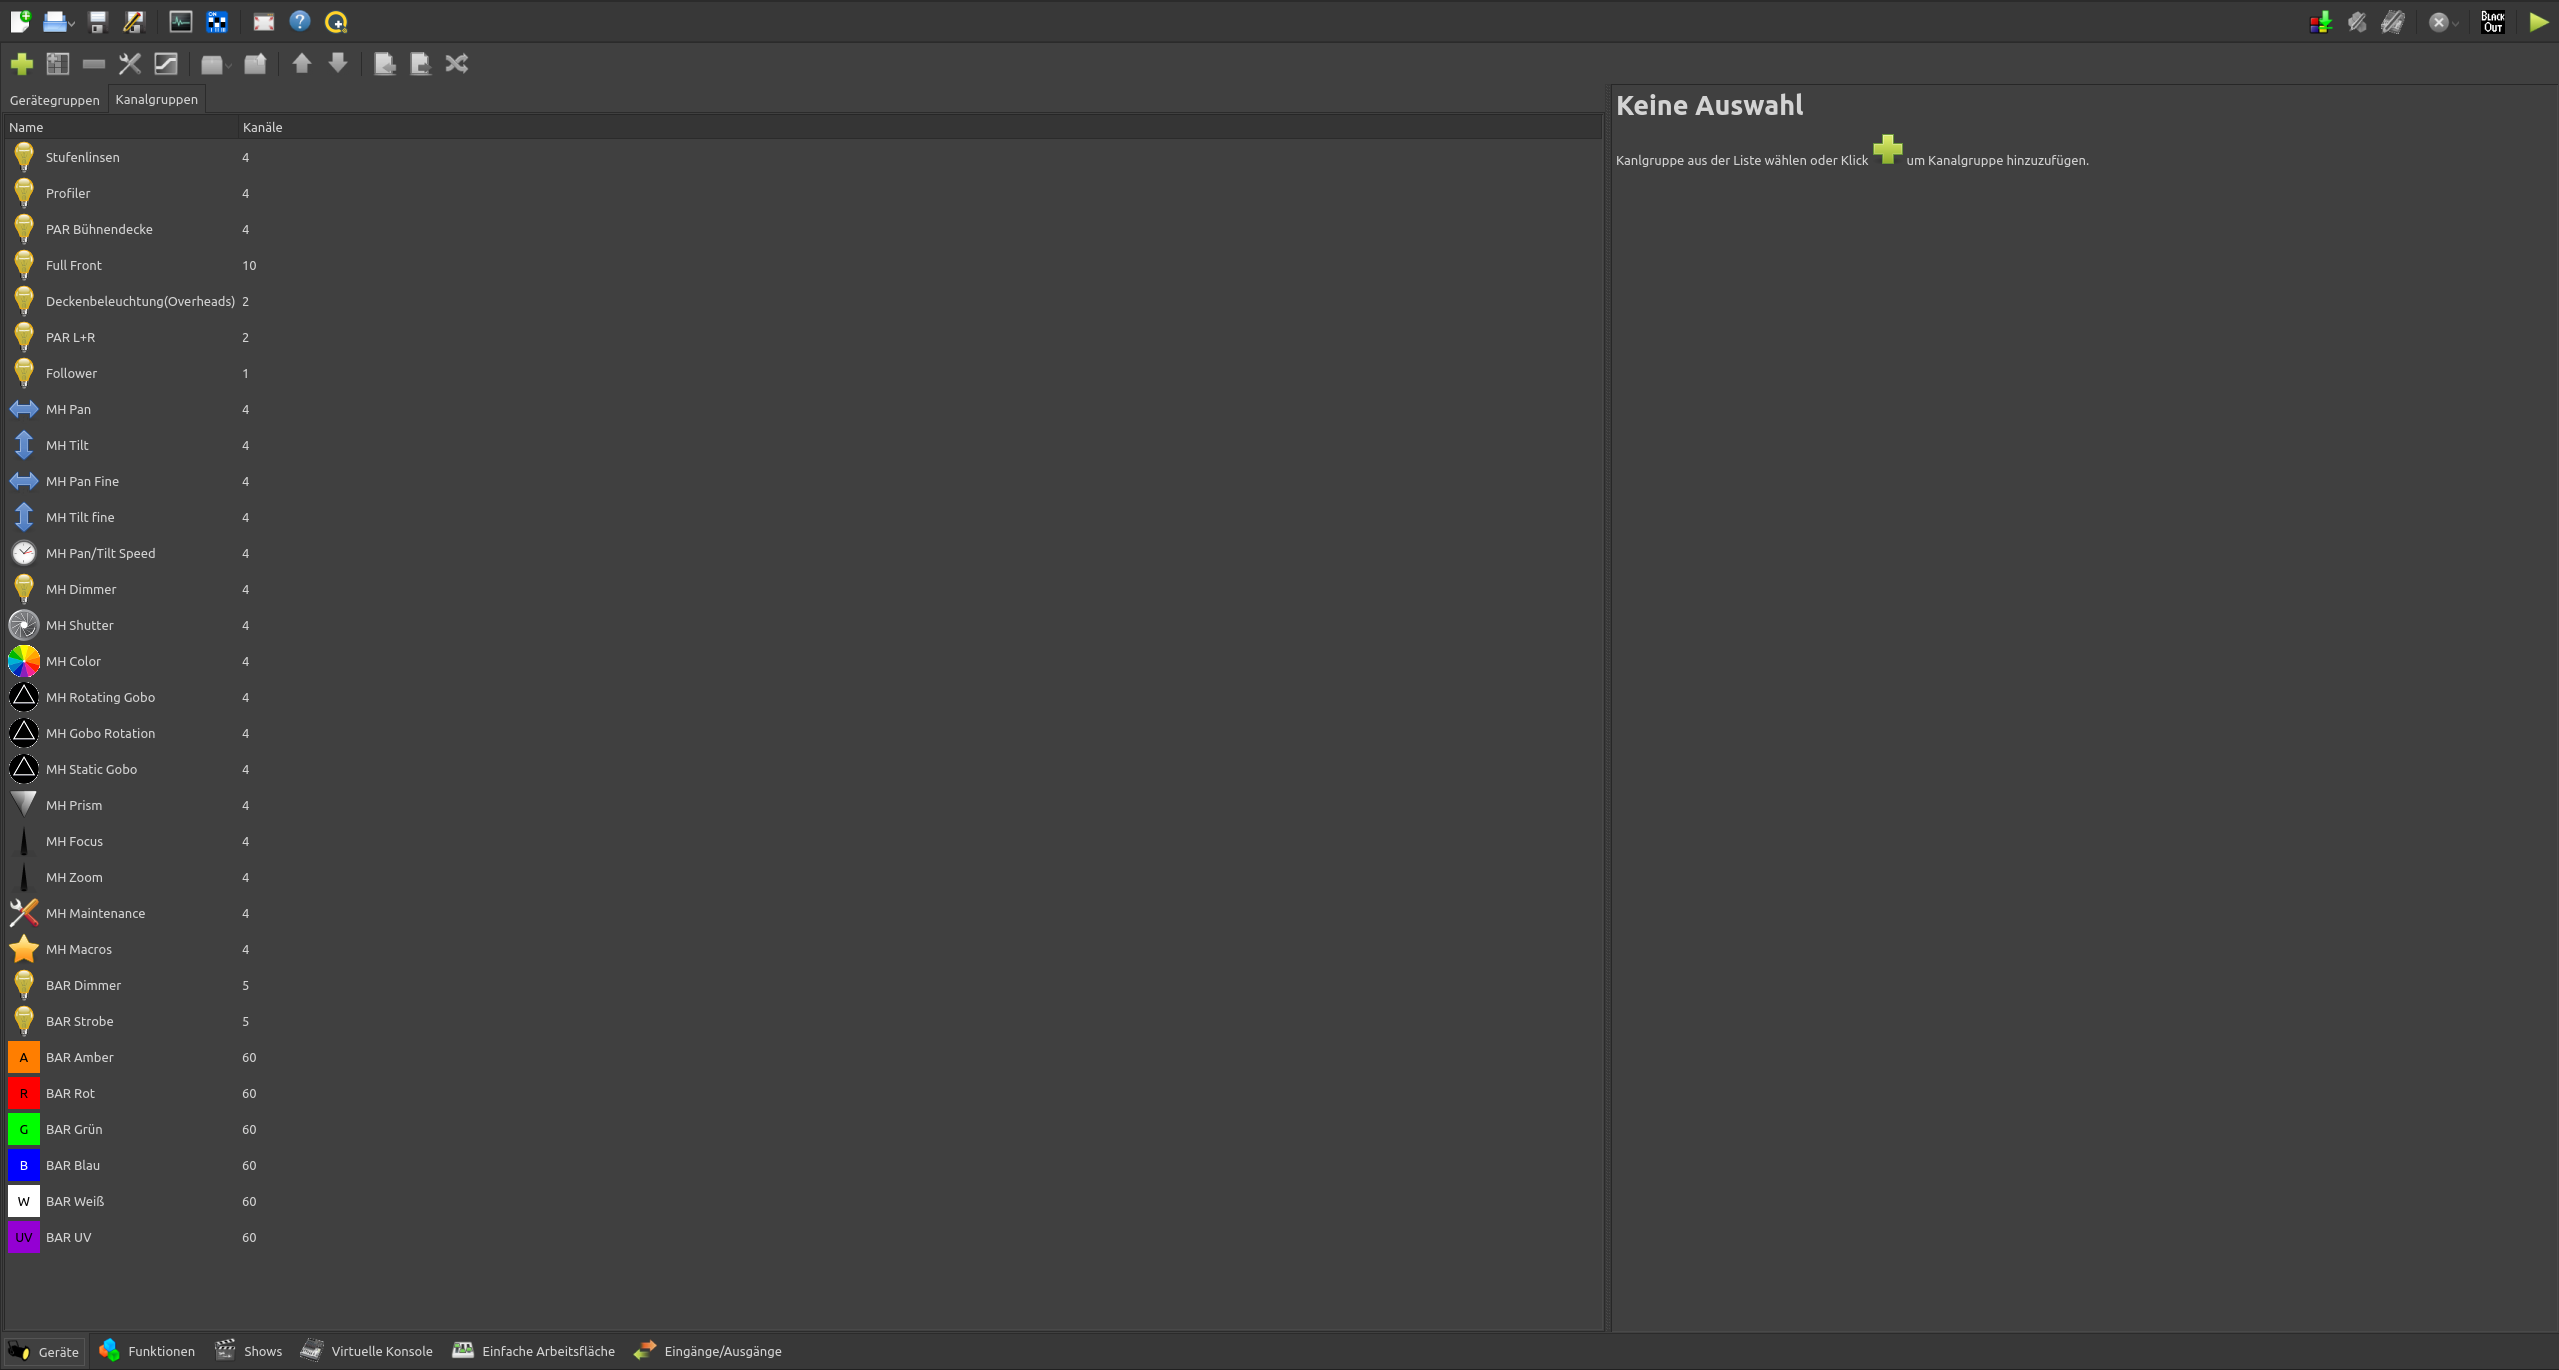 BLACK OUT
Gerätegruppen Kanalgruppen
Name Kanäle
Stufenlinsen 4
Profiler 4
PAR Bühnendecke 4
Full Front 10
Deckenbeleuchtung(Overheads) 2
PAR L+R 2
Follower 1
MH Pan 4
MH Tilt 4
MH Pan Fine 4
MH Tilt fine 4
MH Pan/Tilt Speed 4
MH Dimmer 4
MH Shutter 4
MH Color 4
MH Rotating Gobo 4
MH Gobo Rotation 4
MH Static Gobo 4
MH Prism 4
MH Focus 4
MH Zoom 4
MH Maintenance 4
MH Macros 4
BAR Dimmer 5
BAR Strobe 5
A BAR Amber 60
R BAR Rot 60
G BAR Grün 60
B BAR Blau 60
W BAR Weiß 60
UV BAR UV 60
Keine Auswahl
Kanlgruppe aus der Liste wählen oder Klick um Kanalgruppe hinzuzufügen.
Geräte Funktionen Shows Virtuelle Konsole Einfache Arbeitsfläche Eingänge/Ausgänge